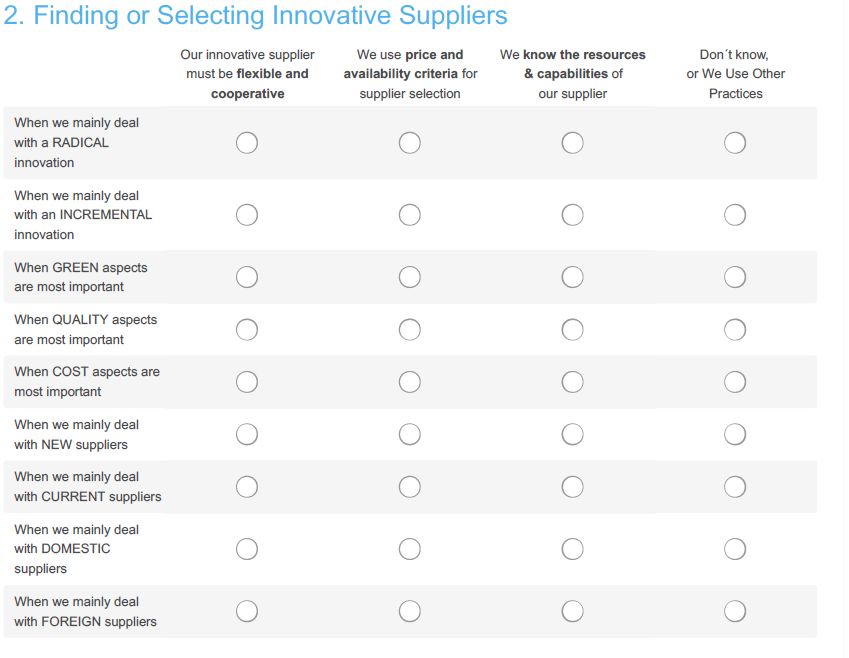 2. Finding or Selecting Innovative Suppliers
Our innovative supplier
must be flexible and
cooperative
We use price and
availability criteria for
supplier selection
We know the resources
& capabilities of
our supplier
Don´t know,
or We Use Other
Practices
When we mainly deal
with a RADICAL
innovation
When we mainly deal
with an INCREMENTAL
innovation
When GREEN aspects
are most important
When QUALITY aspects
are most important
When COST aspects are
most important
When we mainly deal
with NEW suppliers
When we mainly deal
with CURRENT suppliers
When we mainly deal
with DOMESTIC
suppliers
When we mainly deal
with FOREIGN suppliers